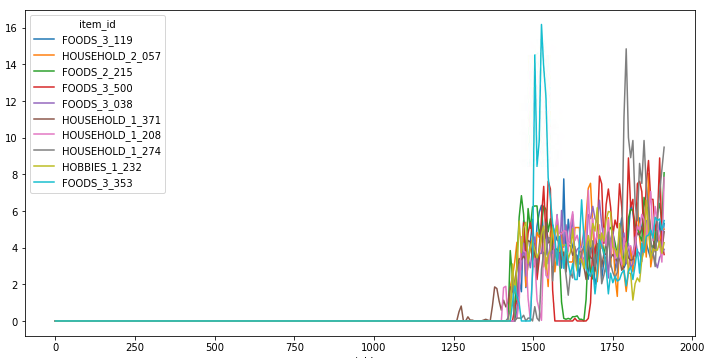 item_id
FOODS_3_119
HOUSEHOLD_2_057
FOODS_2_215
FOODS_3_500
FOODS_3_038
HOUSEHOLD_1_371
HOUSEHOLD_1_208
HOUSEHOLD_1_274
HOBBIES_1_232
FOODS_3_353
16
14
12
10
8
6
4
2
0
0 250 500 750 1000 1250 1500 1750 2000